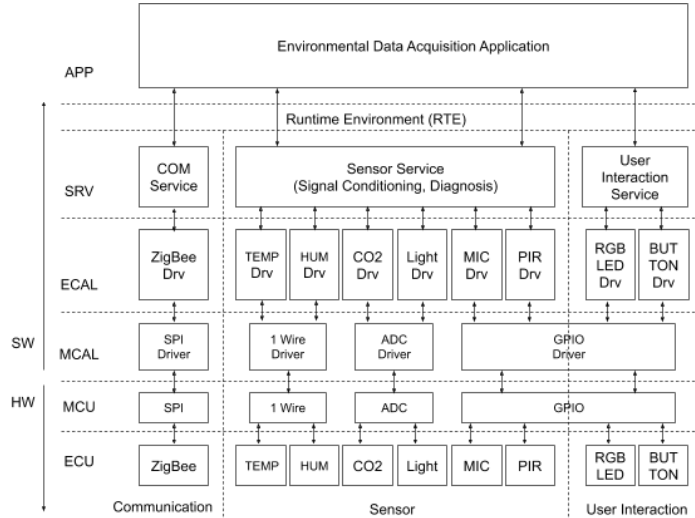 Environmental Data Acquisition Application
APP
Runtime Environment (RTE)
SRV
COM
Service
Sensor Service
(Signal Conditioning, Diagnosis)
User
Interaction
Service
ECAL
ZigBee
Drv
TEMP
Drv
HUM
Drv
CO2
Drv
Light
Drv
MIC
Drv
PIR
Drv
RGB
LED
Drv
BUT
TON
Drv
SW
MCAL
SPI
Driver
1 Wire
Driver
ADC
Driver
GPIO
Driver
HW
MCU
SPI
1 Wire
ADC
GPIO
ECU
ZigBee
TEMP
HUM
CO2
Light
MIC
PIR
RGB
LED
BUT
TON
Communication
Sensor
User Interaction